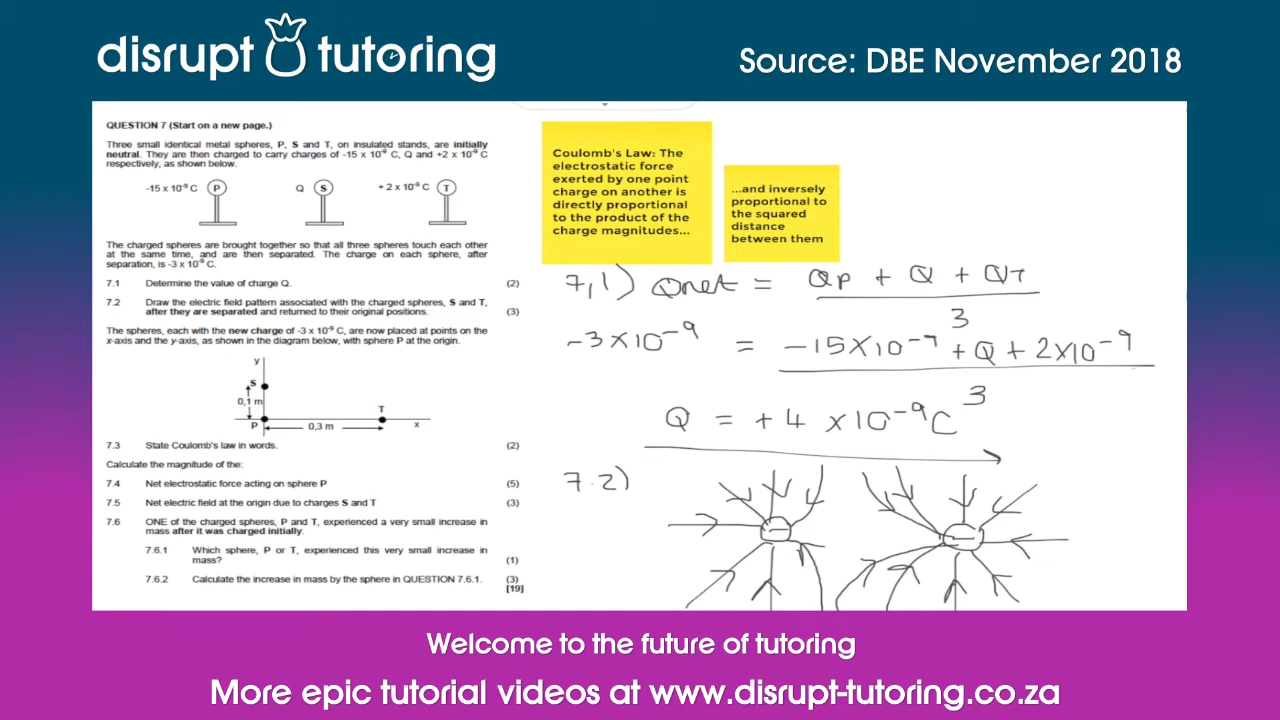 disrupt tutoring
Source: DBE November 2018
QUESTION 7 (Start on a new page.)
Three small identical metal spheres, P, S and T, on insulated stands, are initially
neutral. They are then charged to carry charges of -15 x 10⁻⁹ C, Q and +2 x 10⁻⁹ C
respectively, as shown below.
-15 x 10⁻⁹ C P Q S + 2 x 10⁻⁹ C T
The charged spheres are brought together so that all three spheres touch each other
at the same time, and are then separated. The charge on each sphere, after
separation, is -3 x 10⁻⁹ C.
7.1 Determine the value of charge Q. (2)
7.2 Draw the electric field pattern associated with the charged spheres, S and T,
after they are separated and returned to their original positions. (3)
The spheres, each with the new charge of -3 x 10⁻⁹ C, are now placed at points on the
x-axis and the y-axis, as shown in the diagram below, with sphere P at the origin.
y
S
0,1 m
T
P
0,3 m
x
7.3 State Coulomb's law in words. (2)
Calculate the magnitude of the:
7.4 Net electrostatic force acting on sphere P (5)
7.5 Net electric field at the origin due to charges S and T (3)
7.6 ONE of the charged spheres, P and T, experienced a very small increase in
mass after it was charged initially.
7.6.1 Which sphere, P or T, experienced this very small increase in
mass? (1)
7.6.2 Calculate the increase in mass by the sphere in QUESTION 7.6.1. (3)
[19]
Coulomb's Law: The
electrostatic force
exerted by one point
charge on another is
directly proportional
to the product of the
charge magnitudes...
...and inversely
proportional to
the squared
distance
between them
7,1) Qnet = QP + Q + QT
3
-3 X 10⁻⁹ = -15 X 10⁻⁹ + Q + 2 X 10⁻⁹
3
Q = +4 X 10⁻⁹ C
7.2)
Welcome to the future of tutoring
More epic tutorial videos at www.disrupt-tutoring.co.za